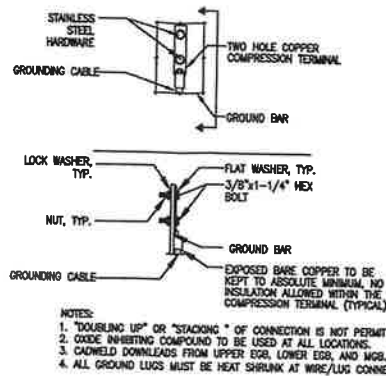 STAINLESS
STEEL
HARDWARE
TWO HOLE COPPER
COMPRESSION TERMINAL
GROUNDING CABLE
GROUND BAR
LOCK WASHER,
TYP.
FLAT WASHER, TYP.
3/8"x1-1/4" HEX
BOLT
NUT, TYP.
GROUND BAR
GROUNDING CABLE
EXPOSED BARE COPPER TO BE
KEPT TO ABSOLUTE MINIMUM, NO
INSULATION ALLOWED WITHIN THE
COMPRESSION TERMINAL (TYPICAL)
NOTES:
1. "DOUBLING UP" OR "STACKING " OF CONNECTION IS NOT PERMIT
2. OXIDE INHIBITING COMPOUND TO BE USED AT ALL LOCATIONS.
3. CADWELD DOWNLEADS FROM UPPER EGB, LOWER EGB, AND MGB.
4. ALL GROUND LUGS MUST BE HEAT SHRUNK AT WIRE/LUG CONNE